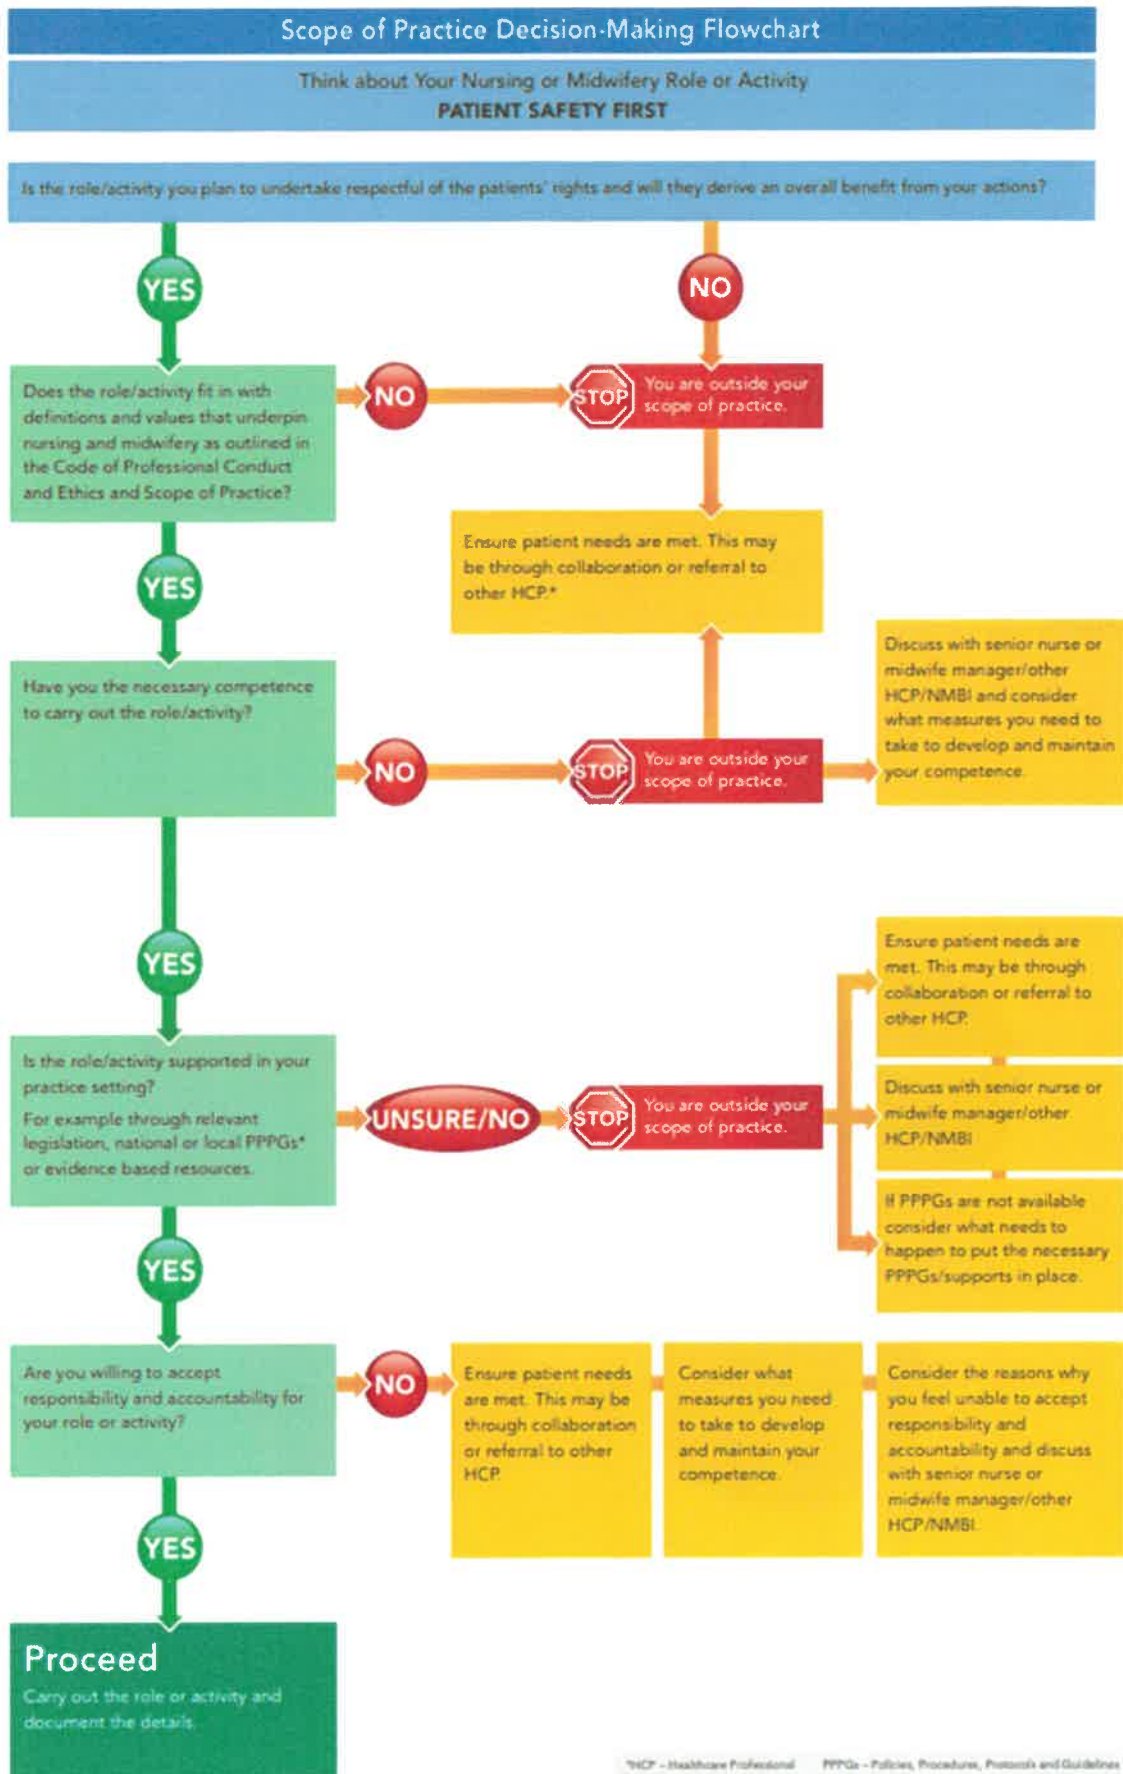 Scope of Practice Decision-Making Flowchart
Think about Your Nursing or Midwifery Role or Activity
PATIENT SAFETY FIRST
Is the role/activity you plan to undertake respectful of the patients' rights and will they derive an overall benefit from your actions?
YES
NO
Does the role/activity fit in with
definitions and values that underpin
nursing and midwifery as outlined in
the Code of Professional Conduct
and Ethics and Scope of Practice?
NO
STOP
You are outside your
scope of practice.
Ensure patient needs are met. This may
be through collaboration or referral to
other HCP.*
YES
Have you the necessary competence
to carry out the role/activity?
NO
STOP
You are outside your
scope of practice.
Discuss with senior nurse or
midwife manager/other
HCP/NMBI and consider
what measures you need to
take to develop and maintain
your competence.
YES
Is the role/activity supported in your
practice setting?
For example through relevant
legislation, national or local PPPGs*
or evidence based resources.
UNSURE/NO
STOP
You are outside your
scope of practice.
Ensure patient needs are
met. This may be through
collaboration or referral to
other HCP.
Discuss with senior nurse or
midwife manager/other
HCP/NMBI
If PPPGs are not available
consider what needs to
happen to put the necessary
PPPGs/supports in place.
YES
Are you willing to accept
responsibility and accountability for
your role or activity?
NO
Ensure patient needs
are met. This may be
through collaboration
or referral to other
HCP.
Consider what
measures you need
to take to develop
and maintain your
competence.
Consider the reasons why
you feel unable to accept
responsibility and
accountability and discuss
with senior nurse or
midwife manager/other
HCP/NMBI.
YES
Proceed
Carry out the role or activity and
document the details.
*HCP – Healthcare Professional PPPGs – Policies, Procedures, Protocols and Guidelines